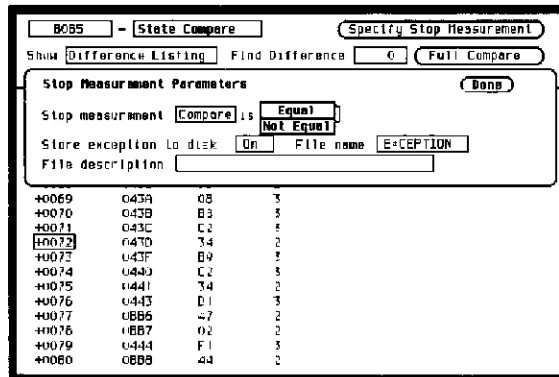 8085 - State Compare Specify Stop Measurement
Show Difference Listing Find Difference 0 Full Compare
Stop Measurement Parameters Done
Stop measurement Compare is Equal
Not Equal
Store exception to disk On File name EXCEPTION
File description
+0069 043A 08 3
+0070 043B B3 3
+0071 043C C2 3
+0072 043D 34 2
+0073 043F B9 3
+0074 0440 C2 3
+0075 0441 34 2
+0076 0443 D1 3
+0077 0BB6 47 2
+0078 0BB7 02 2
+0079 0444 F1 3
+0080 0BB8 44 2